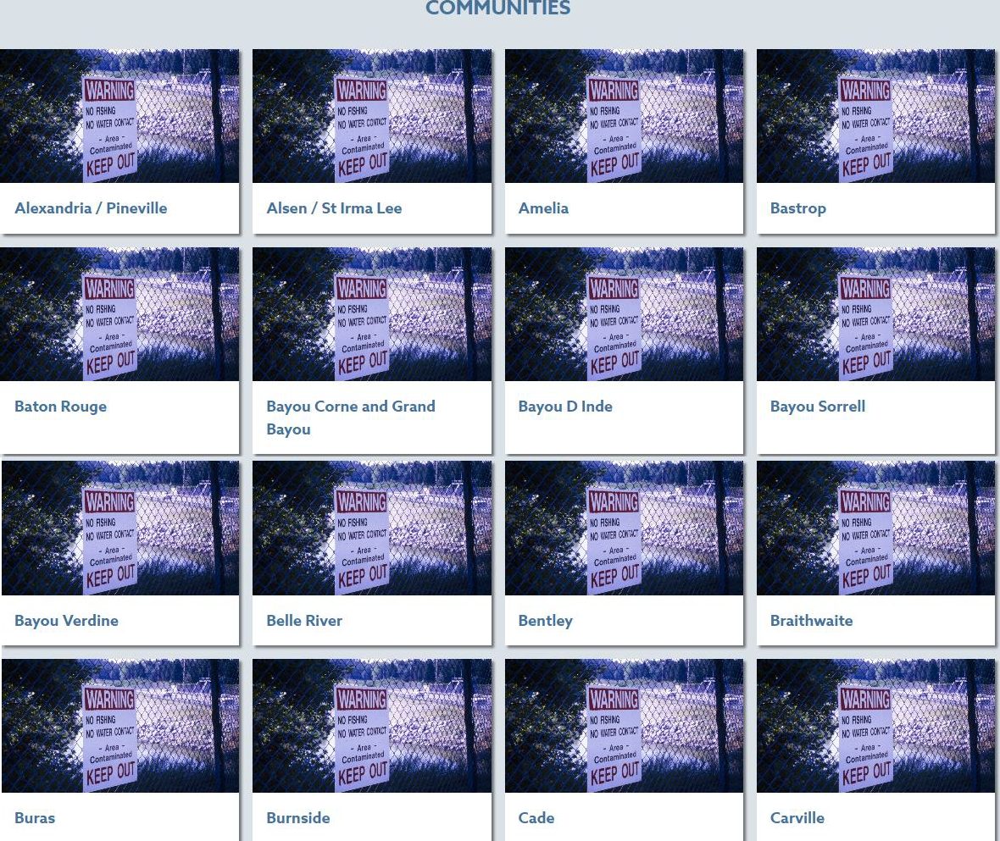 COMMUNITIES
WARNING
NO FISHING
NO WATER CONTACT
- Area -
Contaminated
KEEP OUT
WARNING
NO FISHING
NO WATER CONTACT
- Area -
Contaminated
KEEP OUT
WARNING
NO FISHING
NO WATER CONTACT
- Area -
Contaminated
KEEP OUT
WARNING
NO FISHING
NO WATER CONTACT
- Area -
Contaminated
KEEP OUT
Alexandria / Pineville
Alsen / St Irma Lee
Amelia
Bastrop
WARNING
NO FISHING
NO WATER CONTACT
- Area -
Contaminated
KEEP OUT
WARNING
NO FISHING
NO WATER CONTACT
- Area -
Contaminated
KEEP OUT
WARNING
NO FISHING
NO WATER CONTACT
- Area -
Contaminated
KEEP OUT
WARNING
NO FISHING
NO WATER CONTACT
- Area -
Contaminated
KEEP OUT
Baton Rouge
Bayou Corne and Grand
Bayou
Bayou D Inde
Bayou Sorrell
WARNING
NO FISHING
NO WATER CONTACT
- Area -
Contaminated
KEEP OUT
WARNING
NO FISHING
NO WATER CONTACT
- Area -
Contaminated
KEEP OUT
WARNING
NO FISHING
NO WATER CONTACT
- Area -
Contaminated
KEEP OUT
WARNING
NO FISHING
NO WATER CONTACT
- Area -
Contaminated
KEEP OUT
Bayou Verdine
Belle River
Bentley
Braithwaite
WARNING
NO FISHING
NO WATER CONTACT
- Area -
Contaminated
KEEP OUT
WARNING
NO FISHING
NO WATER CONTACT
- Area -
Contaminated
KEEP OUT
WARNING
NO FISHING
NO WATER CONTACT
- Area -
Contaminated
KEEP OUT
WARNING
NO FISHING
NO WATER CONTACT
- Area -
Contaminated
KEEP OUT
Buras
Burnside
Cade
Carville